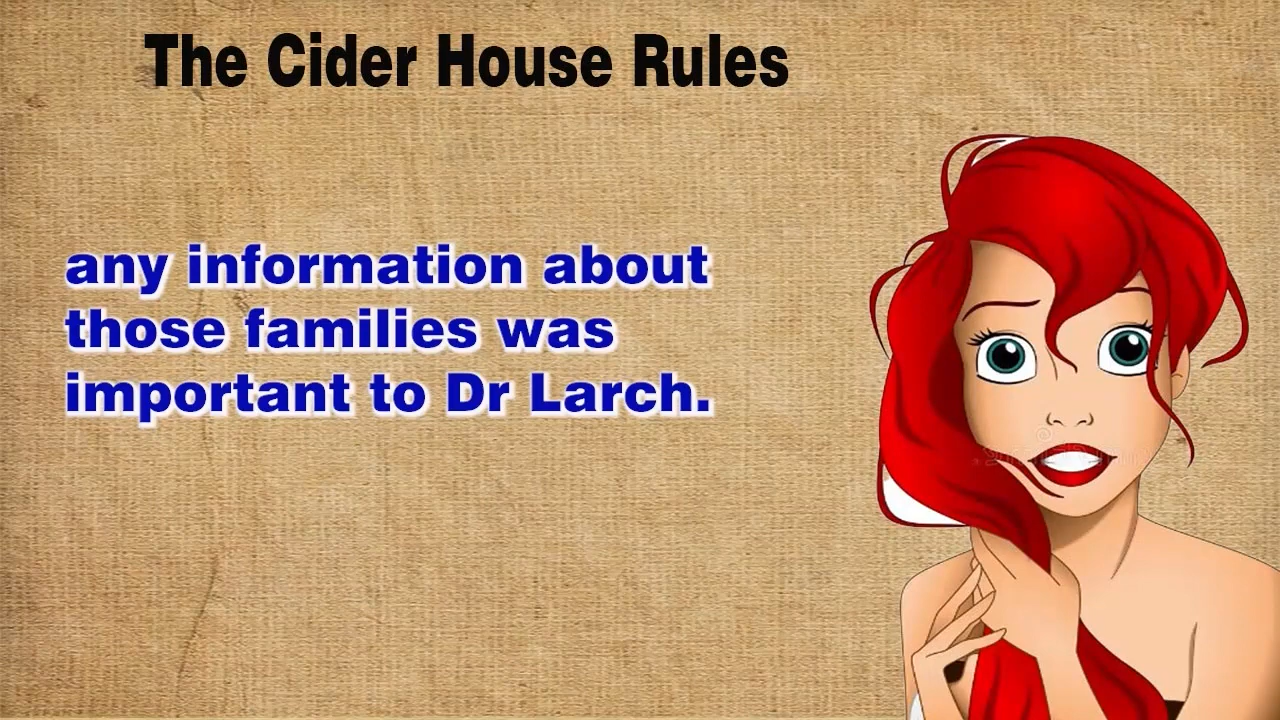 The Cider House Rules
any information about
those families was
important to Dr Larch.